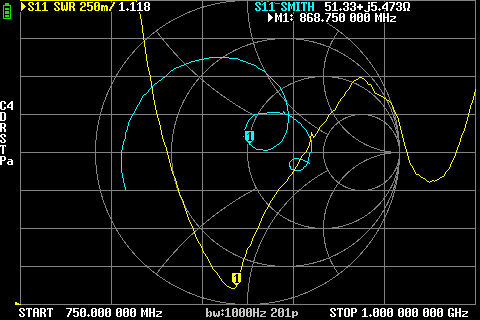 S11 SWR 250m/ 1.118 S11 SMITH 51.33+j5.473Ω
M1: 868.750 000 MHz
C4
D
R
S
T
Pa
1
1
START 750.000 000 MHz bw:1000Hz 201p STOP 1.000 000 000 GHz